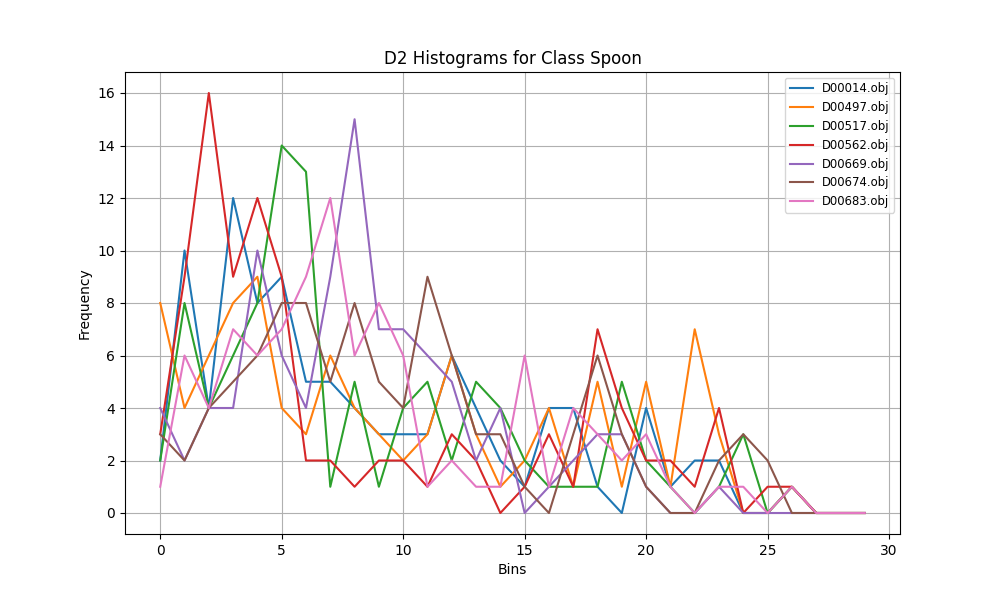 D2 Histograms for Class Spoon
D00014.obj
D00497.obj
D00517.obj
D00562.obj
D00669.obj
D00674.obj
D00683.obj
16
14
12
10
8
6
4
2
0
Frequency
0 5 10 15 20 25 30
Bins